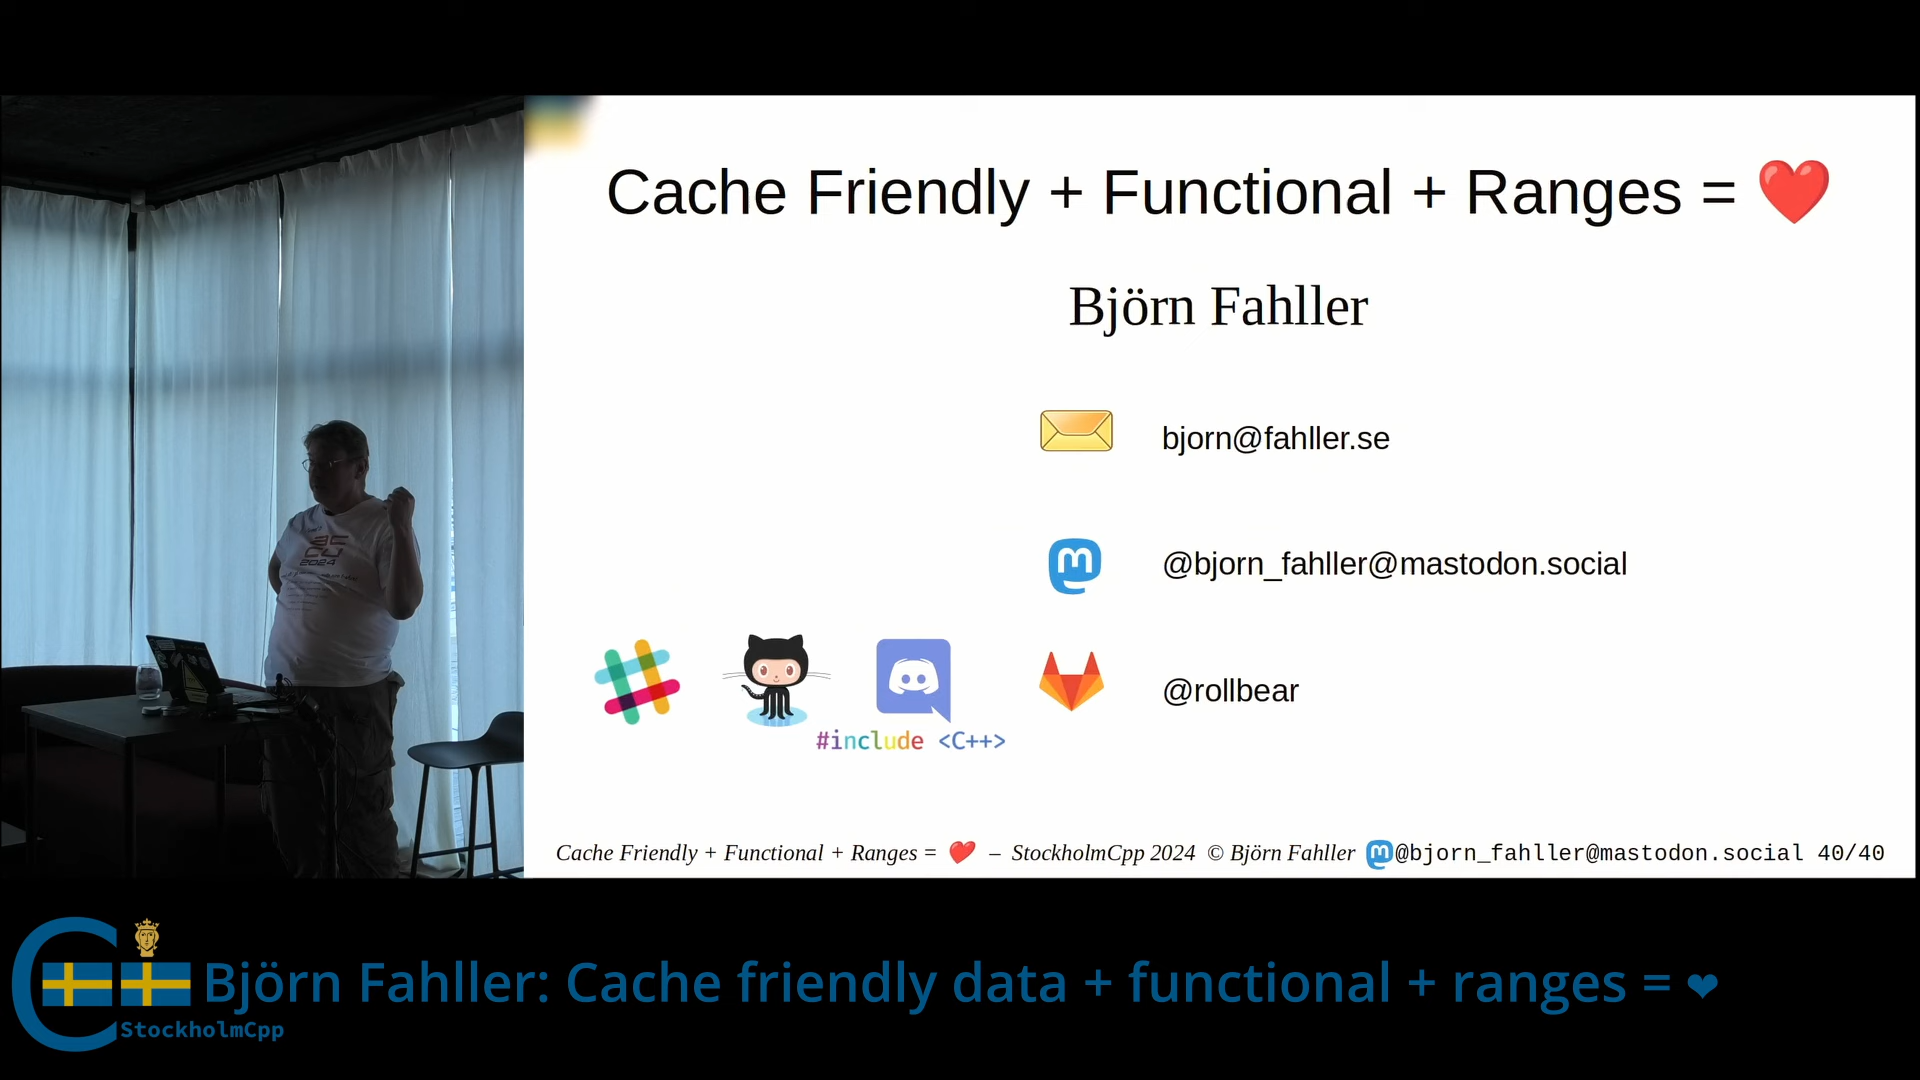 Cache Friendly + Functional + Ranges = ❤️
Björn Fahller
bjorn@fahller.se
@bjorn_fahller@mastodon.social
@rollbear
#include <C++>
Cache Friendly + Functional + Ranges = ❤️ – StockholmCpp 2024 © Björn Fahller @bjorn_fahller@mastodon.social 40/40
2024
Björn Fahller: Cache friendly data + functional + ranges = ❤
StockholmCpp